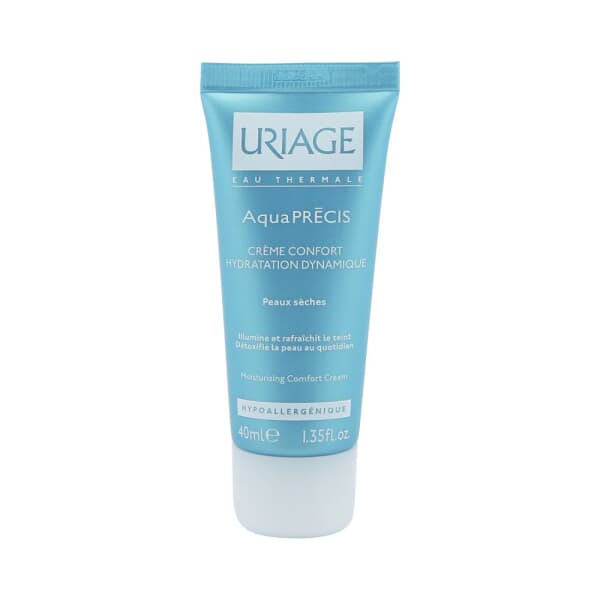 URIAGE
EAU THERMALE
AquaPRĒCIS
CRÈME CONFORT
HYDRATATION DYNAMIQUE
Peaux sèches
Illumine et rafraîchit le teint
Détoxifie la peau au quotidien
Moisturizing Comfort Cream
HYPOALLERGÉNIQUE
40ml℮ 1.35fl.oz.